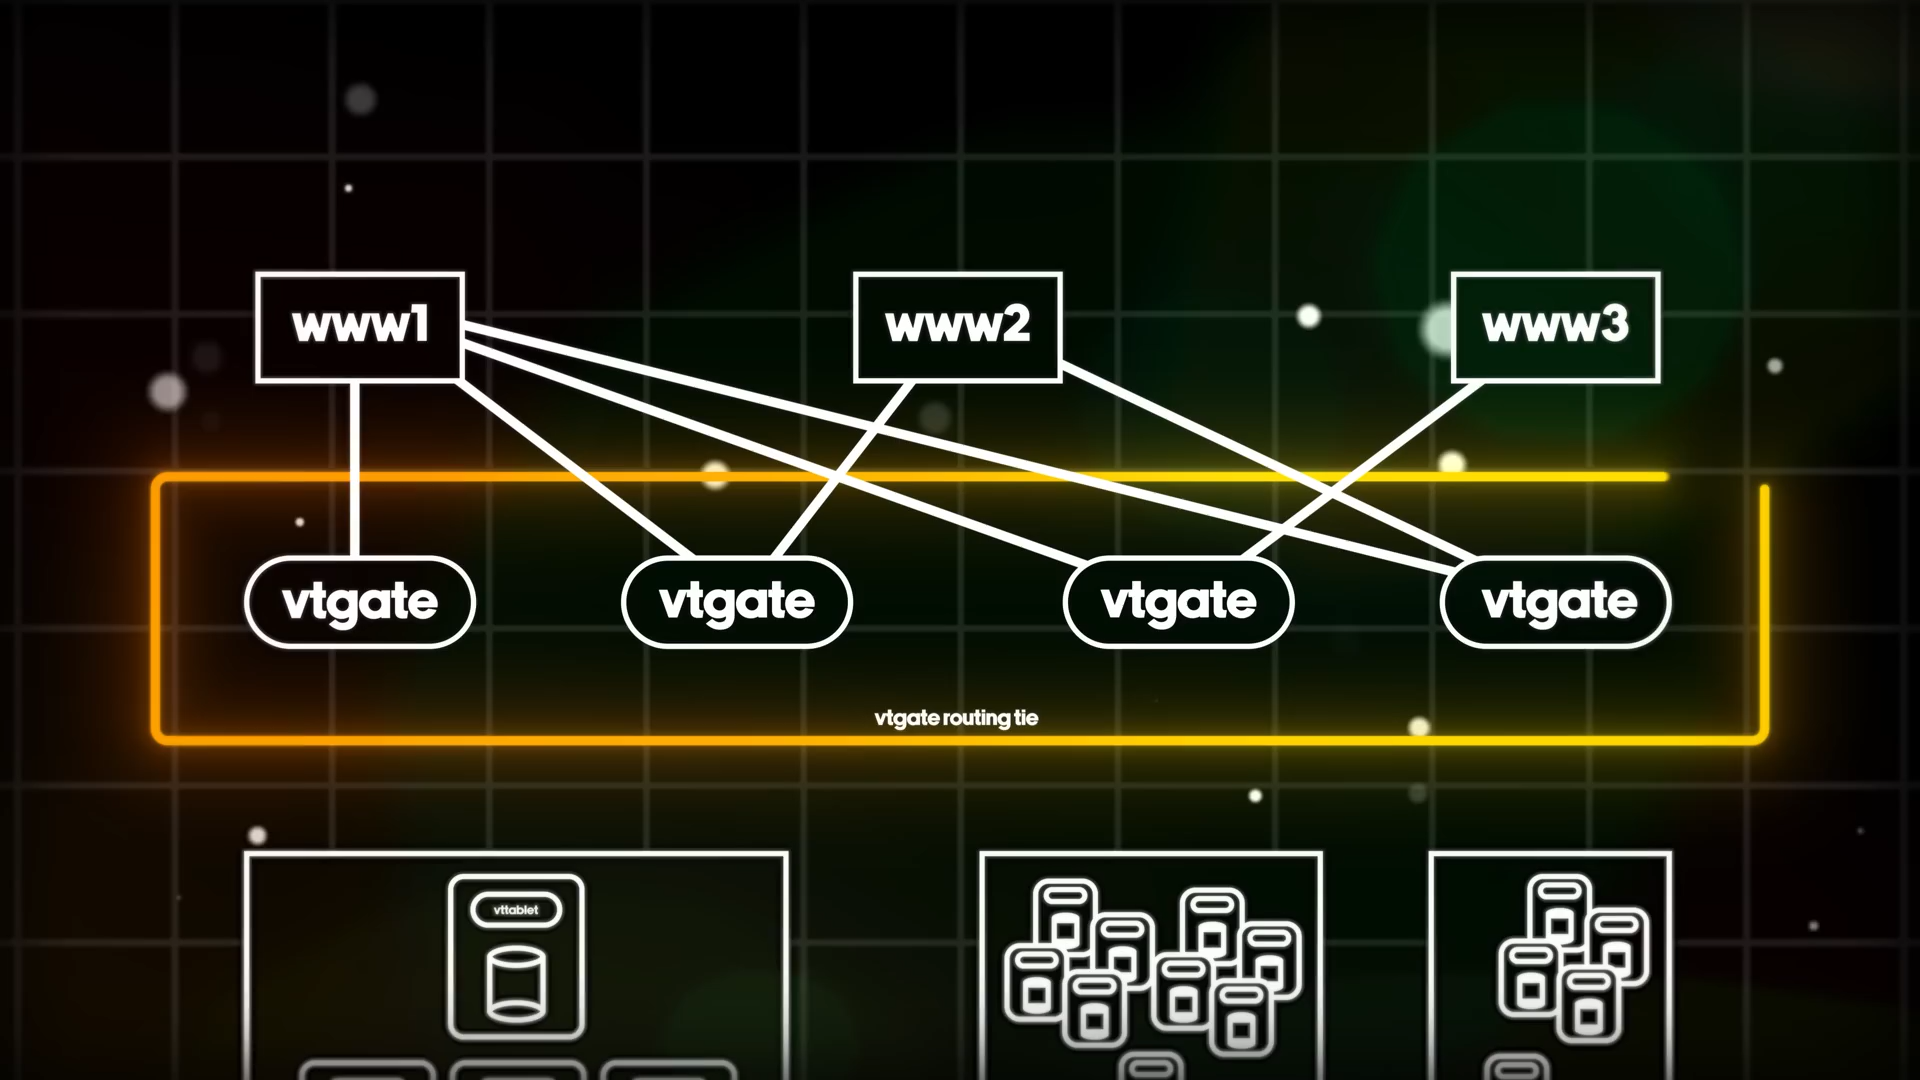 www1
www2
www3
vtgate
vtgate
vtgate
vtgate
vtgate routing tie
vttablet